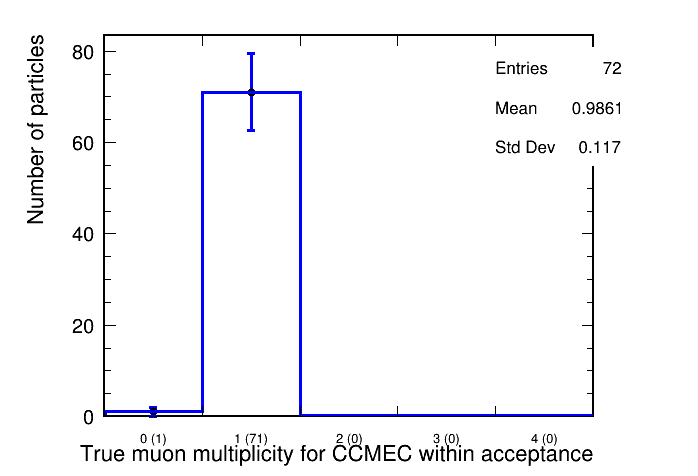 Number of particles
80
60
40
20
0
Entries 72
Mean 0.9861
Std Dev 0.117
0 (1) 1 (71) 2 (0) 3 (0) 4 (0)
True muon multiplicity for CCMEC within acceptance